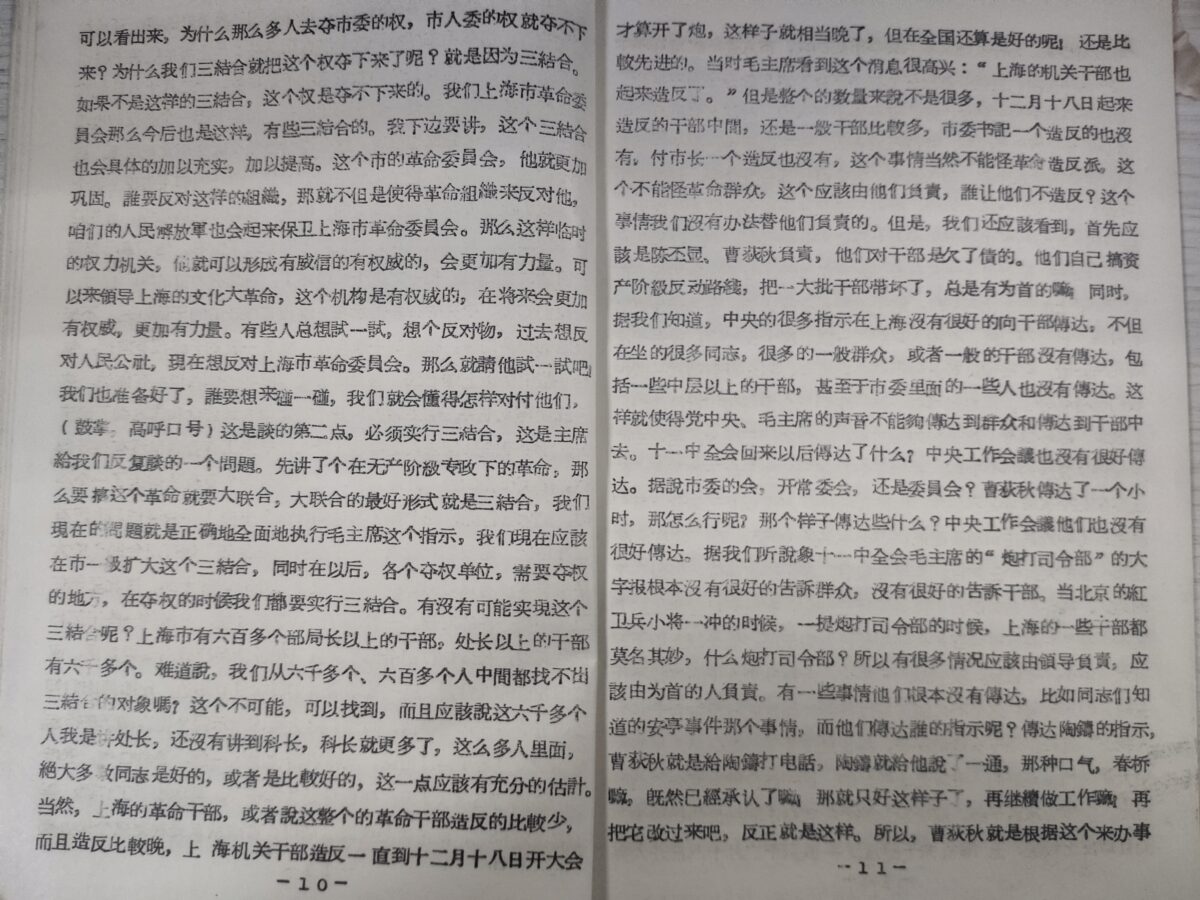 可以看出来，为什么那么多人去夺市委的权，市人委的权就夺不下
来？为什么我们三結合就把这个权夺下来了呢？就是因为三結合。
如果不是这样的三結合，这个权是夺不下来的。我们上海市革命委
員会那么今后也是这样，有些三結合的。我下边要讲，这个三結合
也会具体的加以充实，加以提高。这个市的革命委員会，他就更加
巩固。誰要反对这样的組織，那就不但是使得革命組織来反对他，
咱们的人民解放軍也会起来保卫上海市革命委員会。那么这样临时
的权力机关，他就可以形成有威信的有权威的，会更加有力量。可
以来領导上海的文化大革命，这个机构是有权威的，在将来会更加
有权威，更加有力量。有些人总想試一試，想个反对物，过去想反
对人民公社，現在想反对上海市革命委員会。那么就請他試一試吧！
我们也准备好了，誰要想来碰一碰，我們就会懂得怎样对付他们，
（鼓掌，高呼口号）这是談的第二点，必須实行三結合，这是主席
給我们反复談的一个問題。先讲了个在无产阶級专政下的革命，那
么要搞这个革命就要大联合，大联合的最好形式就是三結合，我们
現在的問題就是正确地全面地执行毛主席这个指示，我们現在应該
在市一級扩大这个三結合，同时在以后，各个夺权单位，需要夺权
的地方，在夺权的时候我们都要实行三結合。有沒有可能实現这个
三結合呢？上海市有六百多个部局长以上的干部，处长以上的干部
有六千多个。难道說，我们从六千多个、六百多个人中間都找不出
三結合的对象嗎？这个不可能，可以找到，而且应該說这六千多个
人我是讲处长，还沒有讲到科长，科长就更多了，这么多人里面，
絕大多数同志是好的，或者是比較好的，这一点应該有充分的估計。
当然，上海的革命干部，或者說这整个的革命干部造反的比較少，
而且造反比較晚，上 海机关干部造反一直到十二月十八日开大会
-10-
才算开了炮，这样子就相当晚了，但在全国还算是好的呢！还是比
較先进的。当时毛主席看到这个消息很高兴：“上海的机关干部也
起来造反了。”但是整个的数量来說不是很多，十二月十八日起来
造反的干部中間，还是一般干部比較多，市委书記一个造反的也沒
有，付市长一个造反也沒有，这个事情当然不能怪革命造反派，这
个不能怪革命群众，这个应該由他们負責，誰让他们不造反？这个
事情我们沒有办法替他们負責的。但是，我们还应該看到，首先应
該是陈丕显、曹荻秋負責，他们对干部是欠了債的。他们自己搞資
产阶級反动路綫，把一大批干部带坏了，总是有为首的嘛！同时，
据我们知道，中央的很多指示在上海沒有很好的向干部傳达，不但
在坐的很多同志，很多的一般群众，或者一般的干部沒有傳达，包
括一些中层以上的干部，甚至于市委里面的一些人也沒有傳达。这
样就使得党中央、毛主席的声音不能夠傳达到群众和傳达到干部中
去。十一中全会回来以后傳达了什么？中央工作会議也沒有很好傳
达。据說市委的会，开常委会，还是委員会？曹荻秋傳达了一个小
时，那怎么行呢？那个样子傳达些什么？中央工作会議他们也沒有
很好傳达。据我们听說象十一中全会毛主席的“炮打司令部”的大
字报根本沒有很好的告訴群众，沒有很好的告訴干部。当北京的紅
卫兵小将一冲的时候，一提炮打司令部的时候，上海的一些干部都
莫名其妙，什么炮打司令部？所以有很多情况应該由領导負責，应
該由为首的人負責。有一些事情他们根本沒有傳达，比如同志们知
道的安亭事件那个事情，而他们傳达誰的指示呢？傳达陶鑄的指示，
曹荻秋就是給陶鑄打电話，陶鑄就給他說了一通，那种口气，春桥
嘛，既然已經承认了嘛！那就只好这样子了，再继續做工作嘛！再
把它改过来吧，反正就是这样。所以，曹荻秋就是根据这个来办事
-11-